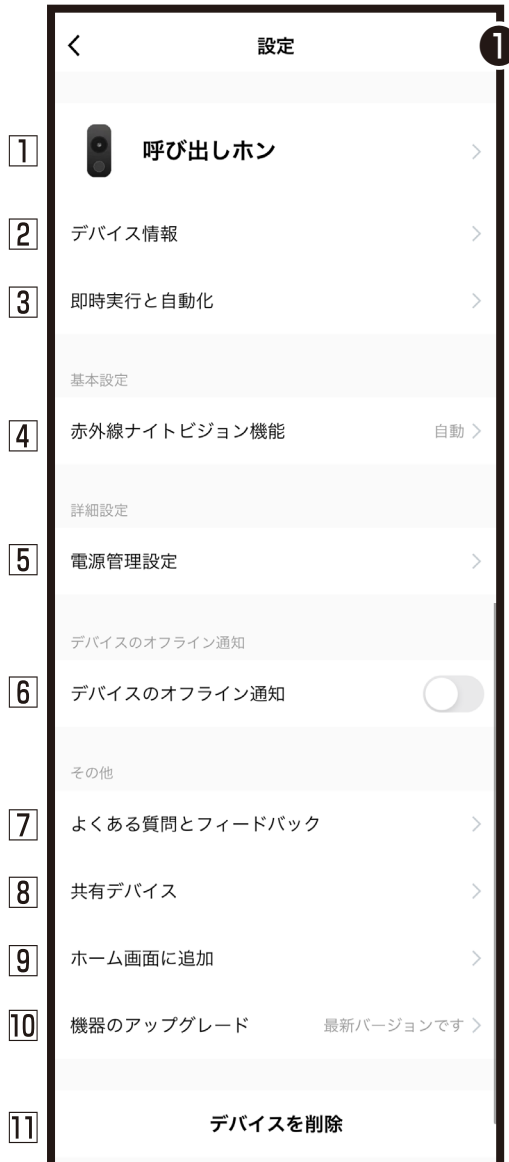 設定
❶
1 呼び出しホン
2 デバイス情報
3 即時実行と自動化
基本設定
4 赤外線ナイトビジョン機能 自動
詳細設定
5 電源管理設定
デバイスのオフライン通知
6 デバイスのオフライン通知
その他
7 よくある質問とフィードバック
8 共有デバイス
9 ホーム画面に追加
10 機器のアップグレード 最新バージョンです
11 デバイスを削除